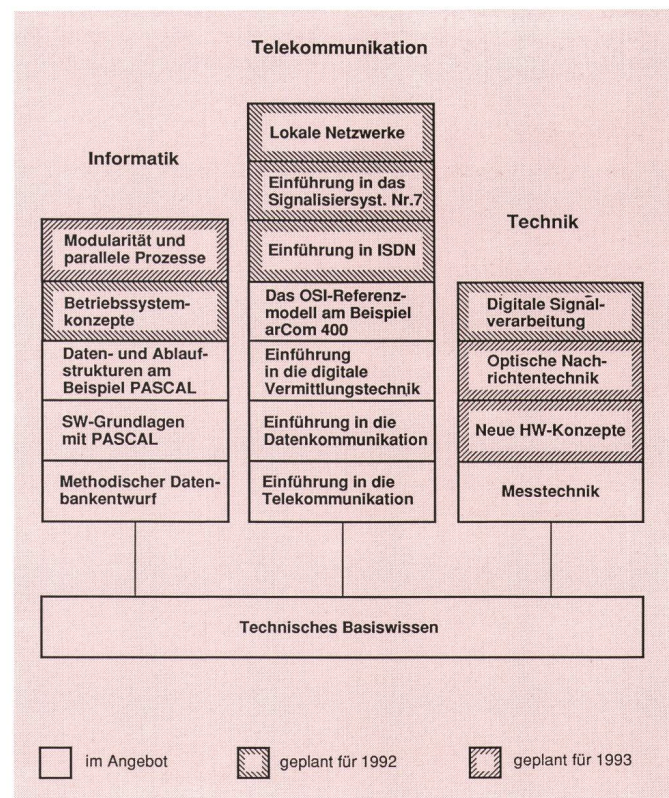 Telekommunikation
Informatik
Technik
Modularität und
parallele Prozesse
Betriebssystem-
konzepte
Daten- und Ablauf-
strukturen am
Beispiel PASCAL
SW-Grundlagen
mit PASCAL
Methodischer Daten-
bankentwurf
Lokale Netzwerke
Einführung in das
Signalisiersyst. Nr.7
Einführung in ISDN
Das OSI-Referenz-
modell am Beispiel
arCom 400
Einführung
in die digitale
Vermittlungstechnik
Einführung in die
Datenkommunikation
Einführung in die
Telekommunikation
Digitale Signal-
verarbeitung
Optische Nach-
richtentechnik
Neue HW-Konzepte
Messtechnik
Technisches Basiswissen
im Angebot
geplant für 1992
geplant für 1993